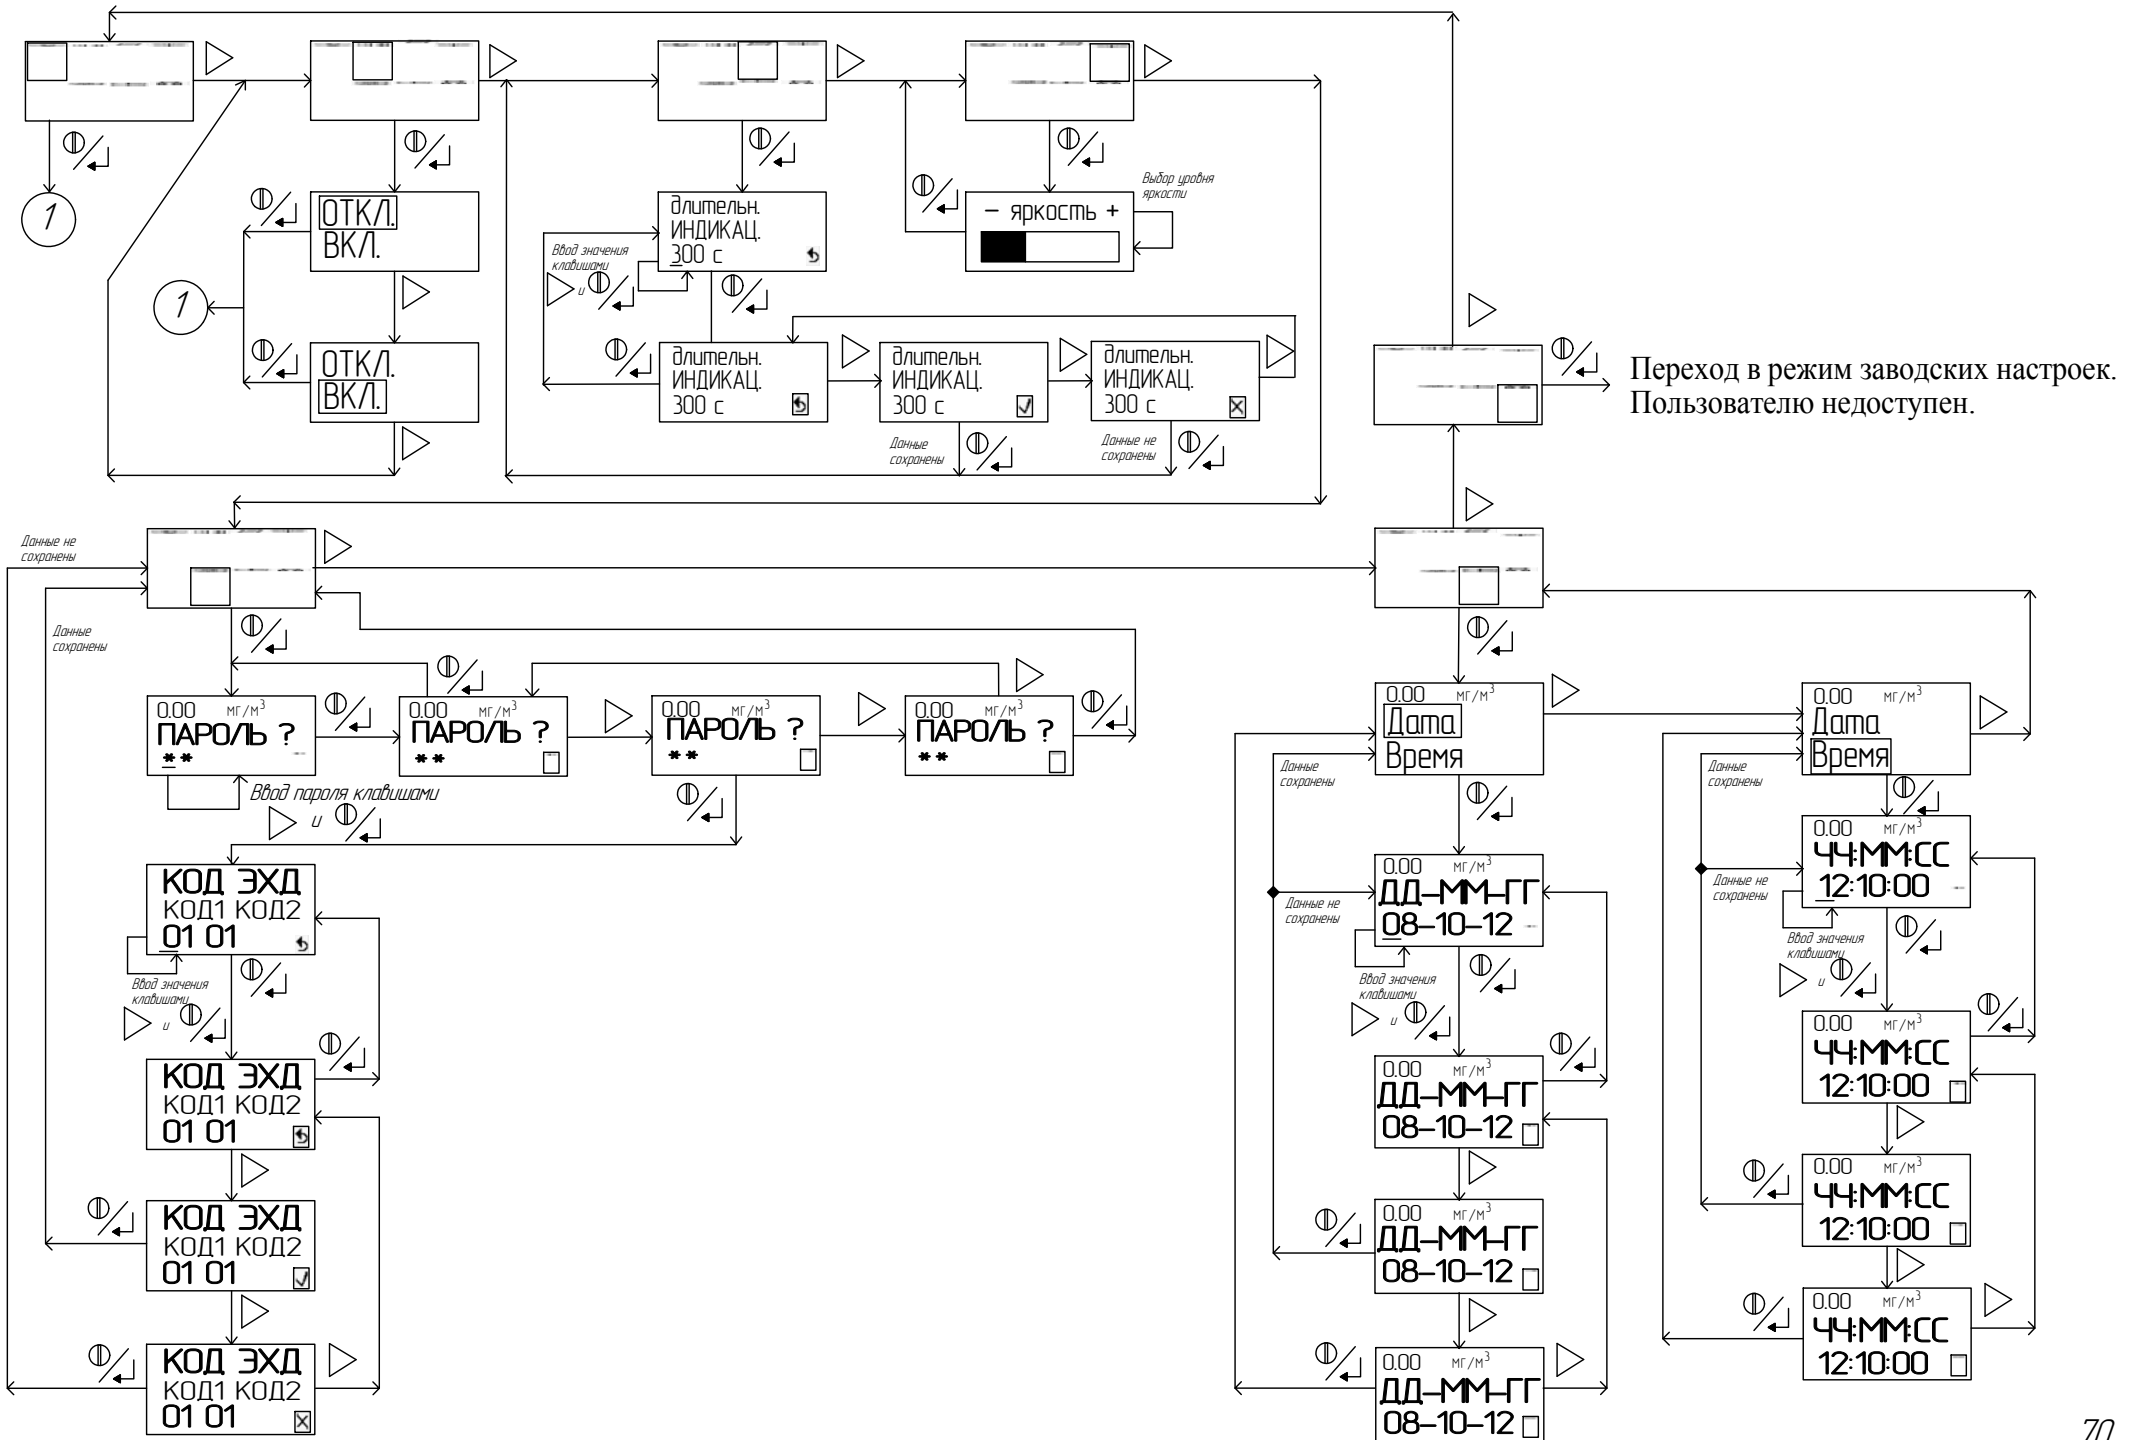 1
ОТКЛ.
ВКЛ.
1
ОТКЛ.
ВКЛ.
длительн.
ИНДИКАЦ.
300 с
Ввод значения
клавишами
и
длительн.
ИНДИКАЦ.
300 с
длительн.
ИНДИКАЦ.
300 с
длительн.
ИНДИКАЦ.
300 с
Данные
сохранены
Данные не
сохранены
– яркость +
Выбор уровня
яркости
Переход в режим заводских настроек.
Пользователю недоступен.
Данные не
сохранены
Данные
сохранены
0.00 мг/м³
ПАРОЛЬ ?
**
0.00 мг/м³
ПАРОЛЬ ?
**
0.00 мг/м³
ПАРОЛЬ ?
**
0.00 мг/м³
ПАРОЛЬ ?
**
Ввод пароля клавишами
и
КОД ЭХД
КОД1 КОД2
01 01
Ввод значения
клавишами
и
КОД ЭХД
КОД1 КОД2
01 01
КОД ЭХД
КОД1 КОД2
01 01
КОД ЭХД
КОД1 КОД2
01 01
0.00 мг/м³
Дата
Время
Данные
сохранены
0.00 мг/м³
ДД–ММ–ГГ
08–10–12
Данные не
сохранены
Ввод значения
клавишами
и
0.00 мг/м³
ДД–ММ–ГГ
08–10–12
0.00 мг/м³
ДД–ММ–ГГ
08–10–12
0.00 мг/м³
ДД–ММ–ГГ
08–10–12
0.00 мг/м³
Дата
Время
Данные
сохранены
0.00 мг/м³
ЧЧ:ММ:СС
12:10:00
Данные не
сохранены
Ввод значения
клавишами
и
0.00 мг/м³
ЧЧ:ММ:СС
12:10:00
0.00 мг/м³
ЧЧ:ММ:СС
12:10:00
0.00 мг/м³
ЧЧ:ММ:СС
12:10:00
70